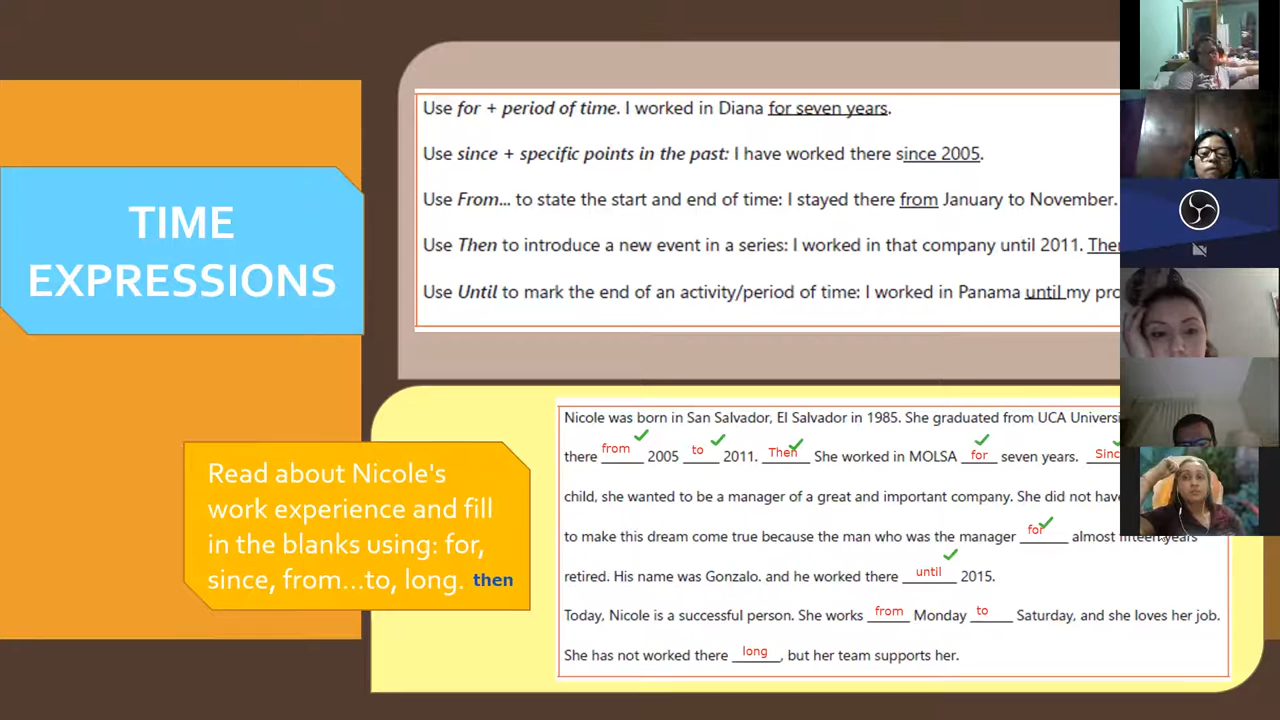 TIME
EXPRESSIONS
Use for + period of time. I worked in Diana for seven years.
Use since + specific points in the past: I have worked there since 2005.
Use From... to state the start and end of time: I stayed there from January to November.
Use Then to introduce a new event in a series: I worked in that company until 2011.
Use Until to mark the end of an activity/period of time: I worked in Panama until my
Read about Nicole's
work experience and fill
in the blanks using: for,
since, from...to, long. then
Nicole was born in San Salvador, El Salvador in 1985. She graduated from UCA
there from 2005 to 2011. Then She worked in MOLSA for seven years.
child, she wanted to be a manager of a great and important company. She did not have
to make this dream come true because the man who was the manager for almost fifteen years
retired. His name was Gonzalo. and he worked there until 2015.
Today, Nicole is a successful person. She works from Monday to Saturday, and she loves her job.
She has not worked there long, but her team supports her.